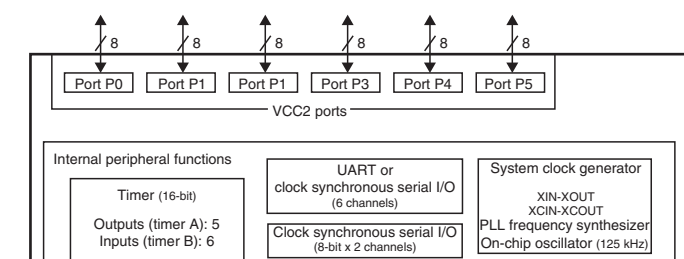 8 8 8 8 8 8
Port P0 Port P1 Port P1 Port P3 Port P4 Port P5
VCC2 ports
Internal peripheral functions
Timer (16-bit)
Outputs (timer A): 5
Inputs (timer B): 6
UART or
clock synchronous serial I/O
(6 channels)
Clock synchronous serial I/O
(8-bit x 2 channels)
System clock generator
XIN-XOUT
XCIN-XCOUT
PLL frequency synthesizer
On-chip oscillator (125 kHz)